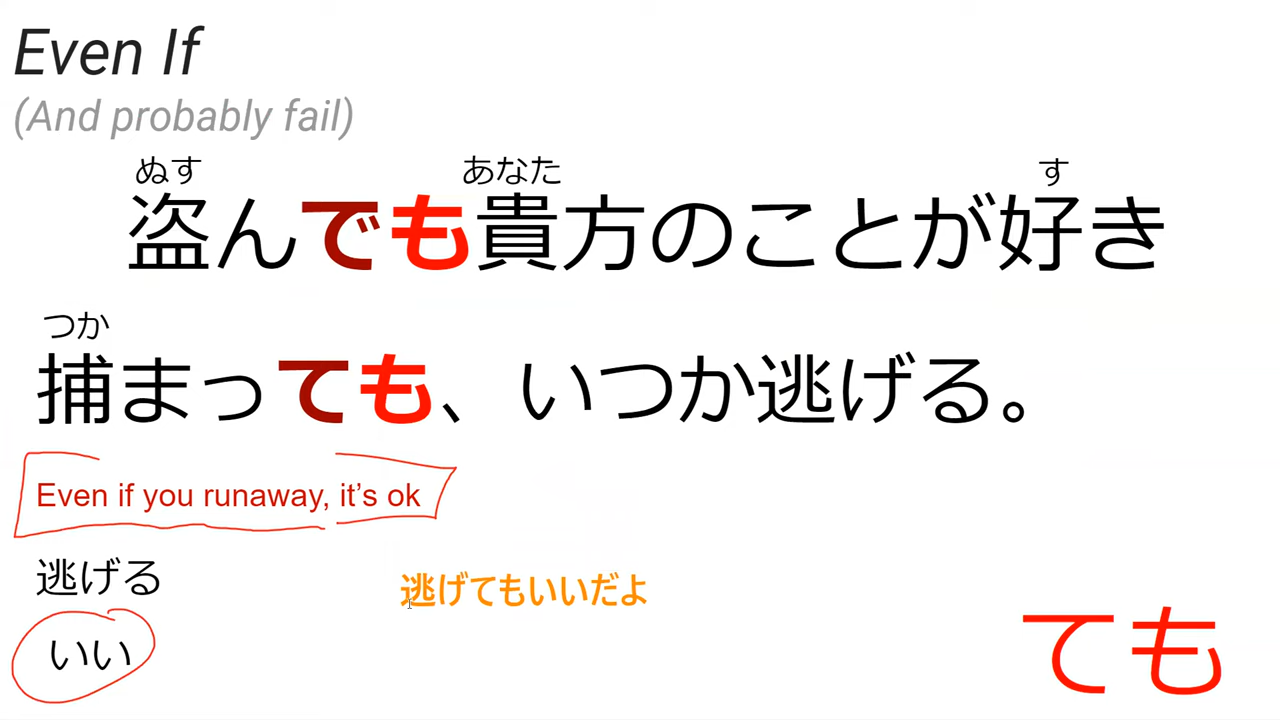 Even If
(And probably fail)
ぬす あなた す
盗んでも貴方のことが好き
つか
捕まっても、いつか逃げる。
Even if you runaway, it's ok
逃げる
逃げてもいいだよ
いい
ても